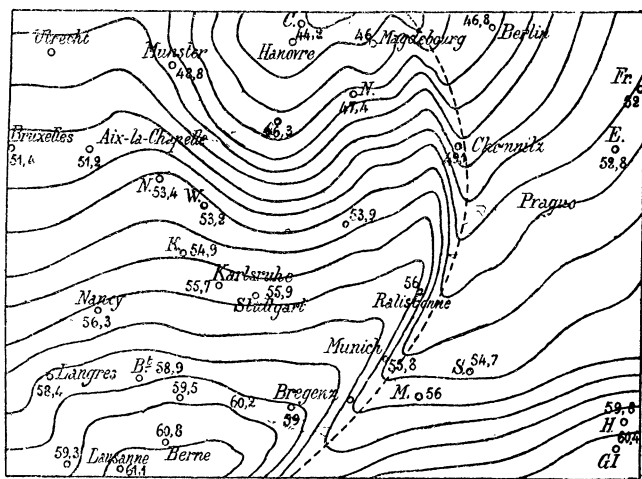 C.
44,2
46
46,8
Utrecht
Hanovre
Magdebourg
Berlin
Munster
48,8
Fr.
52
N.
47,4
46,3
Bruxelles
51,4
Aix-la-Chapelle
51,2
Chemnitz
E.
52,8
N.
53,4
W.
53,2
53,9
Prague
K.
54,9
Karlsruhe
55,7
55,9
Stuttgart
56
Ratisbonne
Nancy
56,3
Munich
55,8
S.
54,7
Langres
58,4
Bt
58,9
59,5
60,2
Bregenz
59
M.
56
59,8
H.
60,4
Gl
60,8
Berne
59,3
Lausanne
61,1